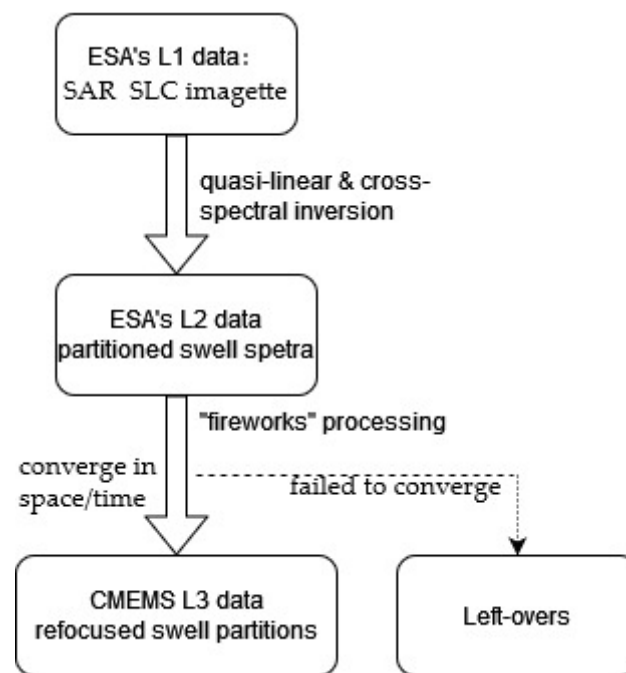 ESA's L1 data:
SAR SLC imagette
quasi-linear & cross-
spectral inversion
ESA's L2 data
partitioned swell spetra
"fireworks" processing
converge in
space/time
failed to converge
CMEMS L3 data
refocused swell partitions
Left-overs